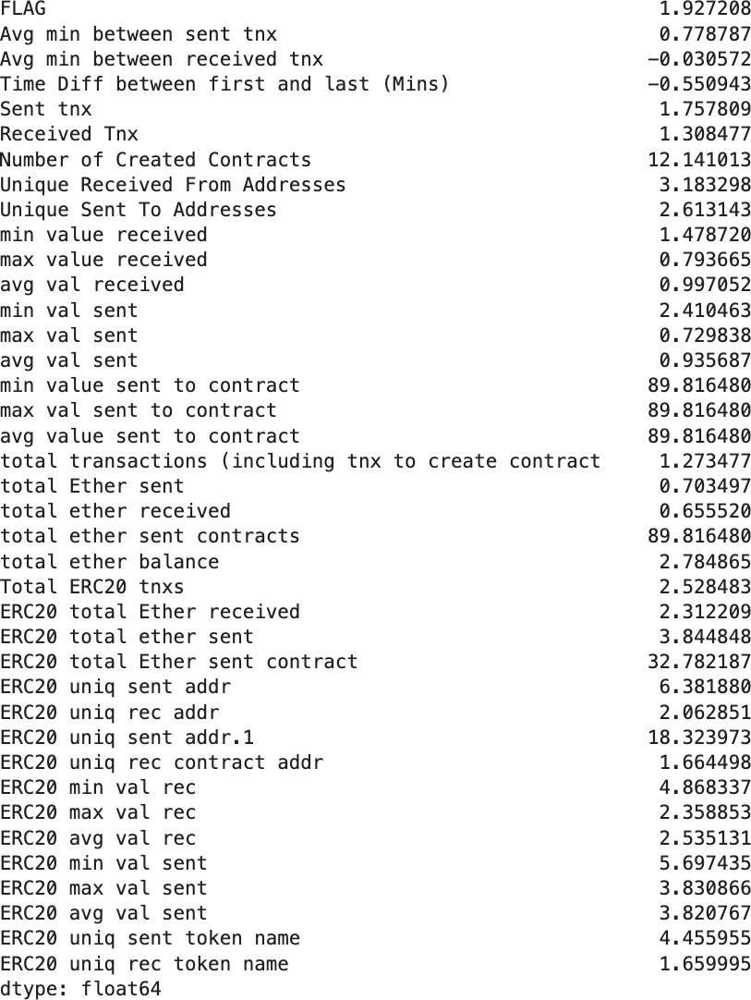 FLAG 1.927208
Avg min between sent tnx 0.778787
Avg min between received tnx -0.030572
Time Diff between first and last (Mins) -0.550943
Sent tnx 1.757809
Received Tnx 1.308477
Number of Created Contracts 12.141013
Unique Received From Addresses 3.183298
Unique Sent To Addresses 2.613143
min value received 1.478720
max value received 0.793665
avg val received 0.997052
min val sent 2.410463
max val sent 0.729838
avg val sent 0.935687
min value sent to contract 89.816480
max val sent to contract 89.816480
avg value sent to contract 89.816480
total transactions (including tnx to create contract 1.273477
total Ether sent 0.703497
total ether received 0.655520
total ether sent contracts 89.816480
total ether balance 2.784865
Total ERC20 tnxs 2.528483
ERC20 total Ether received 2.312209
ERC20 total ether sent 3.844848
ERC20 total Ether sent contract 32.782187
ERC20 uniq sent addr 6.381880
ERC20 uniq rec addr 2.062851
ERC20 uniq sent addr.1 18.323973
ERC20 uniq rec contract addr 1.664498
ERC20 min val rec 4.868337
ERC20 max val rec 2.358853
ERC20 avg val rec 2.535131
ERC20 min val sent 5.697435
ERC20 max val sent 3.830866
ERC20 avg val sent 3.820767
ERC20 uniq sent token name 4.455955
ERC20 uniq rec token name 1.659995
dtype: float64